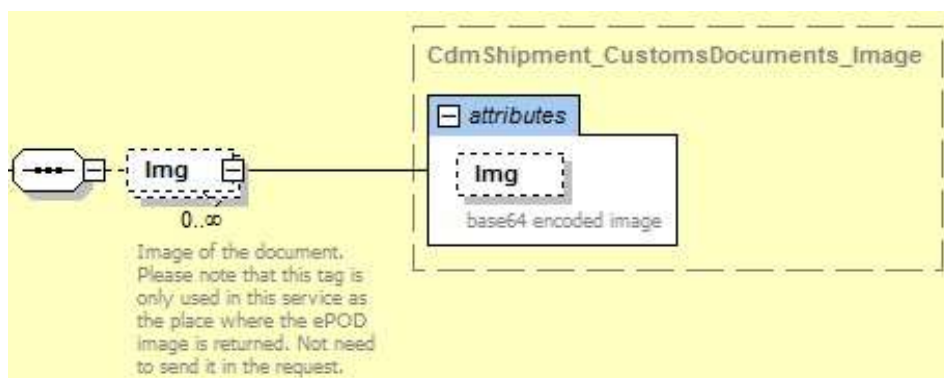 CdmShipment_CustomsDocuments_Image
attributes
Img
Img
base64 encoded image
0..∞
Image of the document.
Please note that this tag is
only used in this service as
the place where the ePOD
image is returned. Not need
to send it in the request.